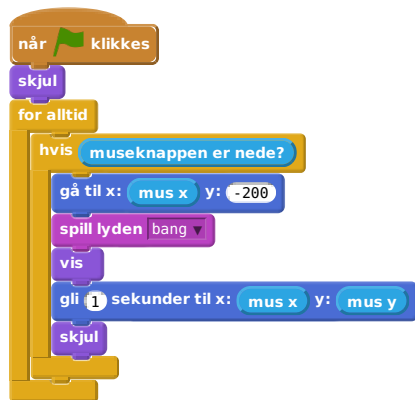 når klikkes
skjul
for alltid
hvis museknappen er nede?
gå til x: mus x y: -200
spill lyden bang
vis
gli 1 sekunder til x: mus x y: mus y
skjul